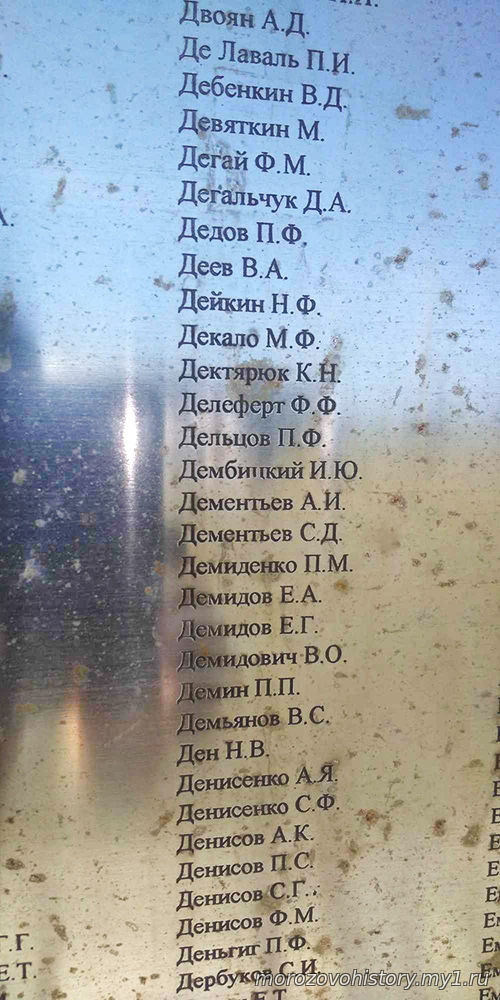 Двоян А.Д.
Де Лаваль П.И.
Дебенкин В.Д.
Девяткин М.
Дегай Ф.М.
Дегальчук Д.А.
Дедов П.Ф.
Деев В.А.
Дейкин Н.Ф.
Декало М.Ф.
Дектярюк К.Н.
Делеферт Ф.Ф.
Дельцов П.Ф.
Дембицкий И.Ю.
Дементьев А.И.
Дементьев С.Д.
Демиденко П.М.
Демидов Е.А.
Демидов Е.Г.
Демидович В.О.
Демин П.П.
Демьянов В.С.
Ден Н.В.
Денисенко А.Я.
Денисенко С.Ф.
Денисов А.К.
Денисов П.С.
Денисов С.Г.
Денисов Ф.М.
Деньгиг П.Ф.
Дербуков С.И.
Г.Г.
Е.Т.
Е.Т.
morozovohistory.my1.ru